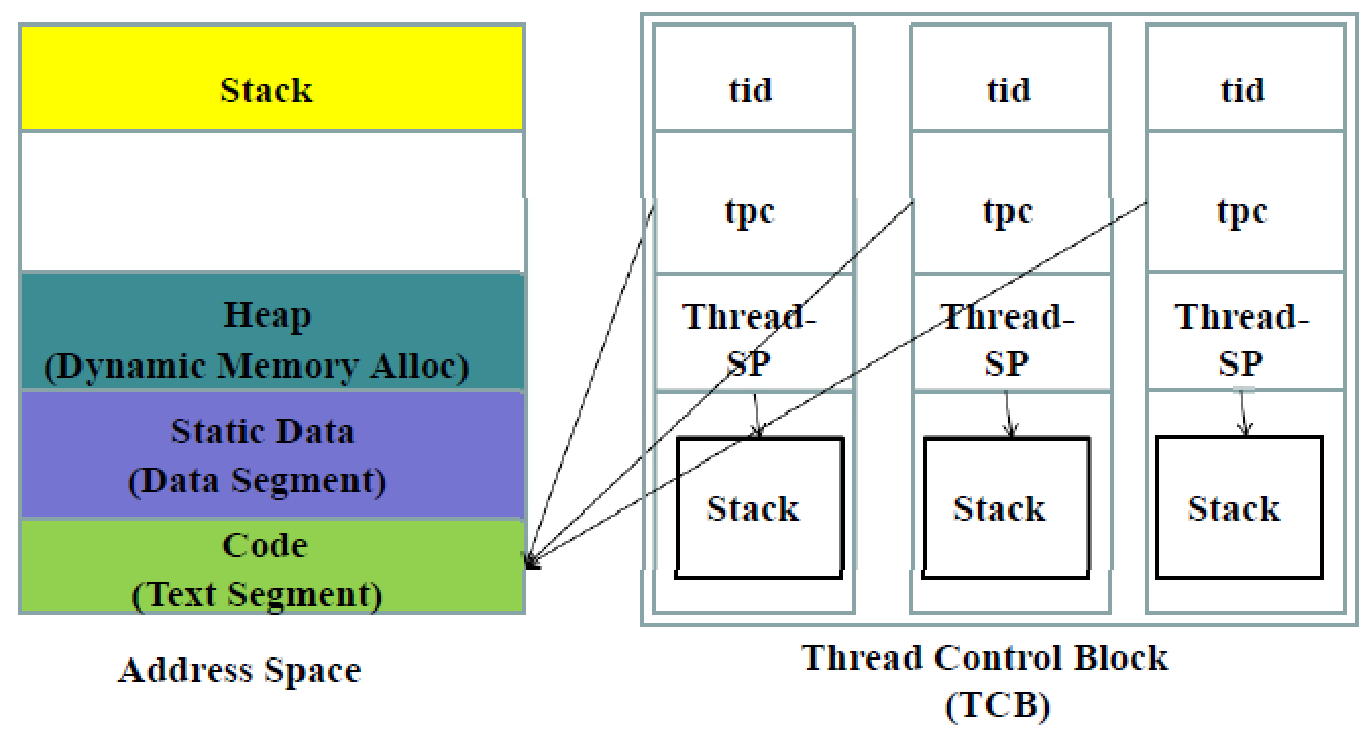 Stack
Heap
(Dynamic Memory Alloc)
Static Data
(Data Segment)
Code
(Text Segment)
Address Space
tid
tpc
Thread-
SP
Stack
tid
tpc
Thread-
SP
Stack
tid
tpc
Thread-
SP
Stack
Thread Control Block
(TCB)